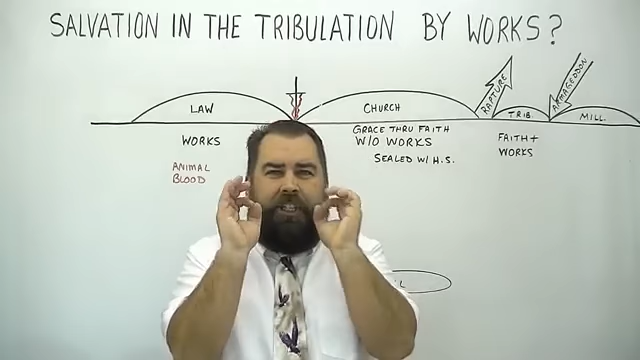 SALVATION IN THE TRIBULATION BY WORKS?
LAW
CHURCH
RAPTURE
TRIB.
ARMAGEDDON
MILL.
WORKS
ANIMAL
BLOOD
GRACE THRU FAITH
W/O WORKS
SEALED W/ H.S.
FAITH +
WORKS